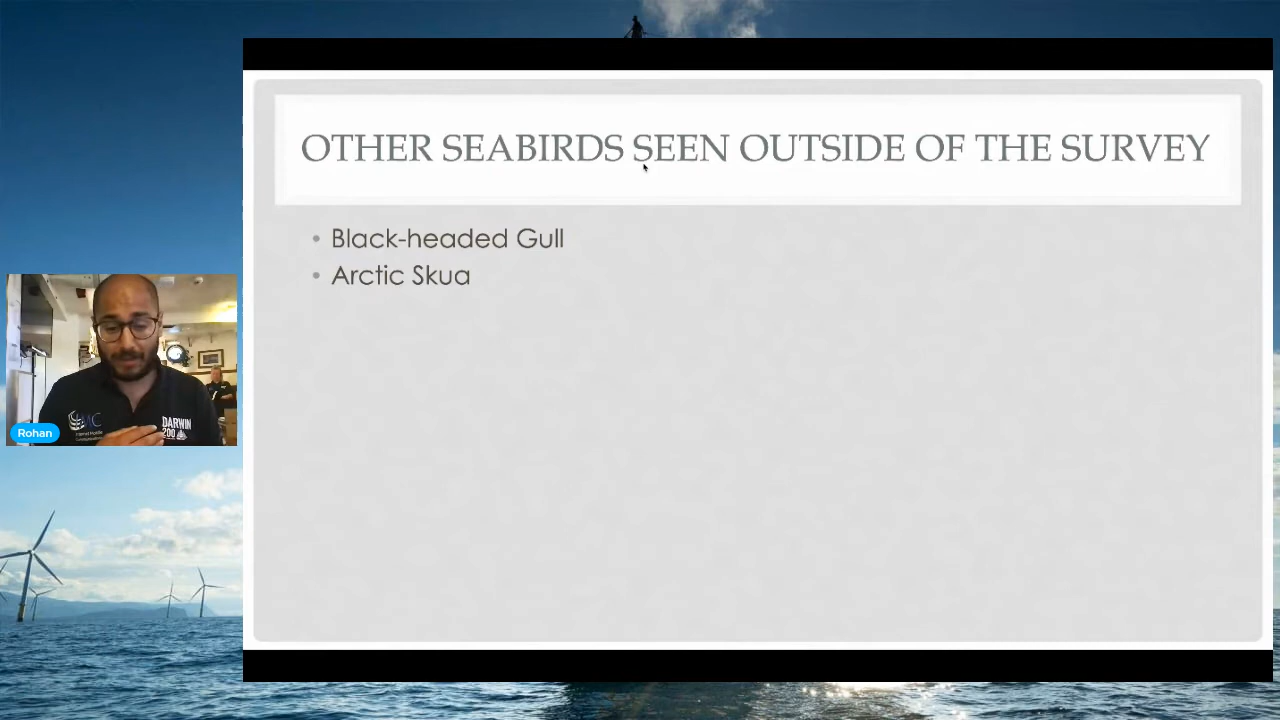 OTHER SEABIRDS SEEN OUTSIDE OF THE SURVEY
• Black-headed Gull
• Arctic Skua
Rohan
DARWIN
200